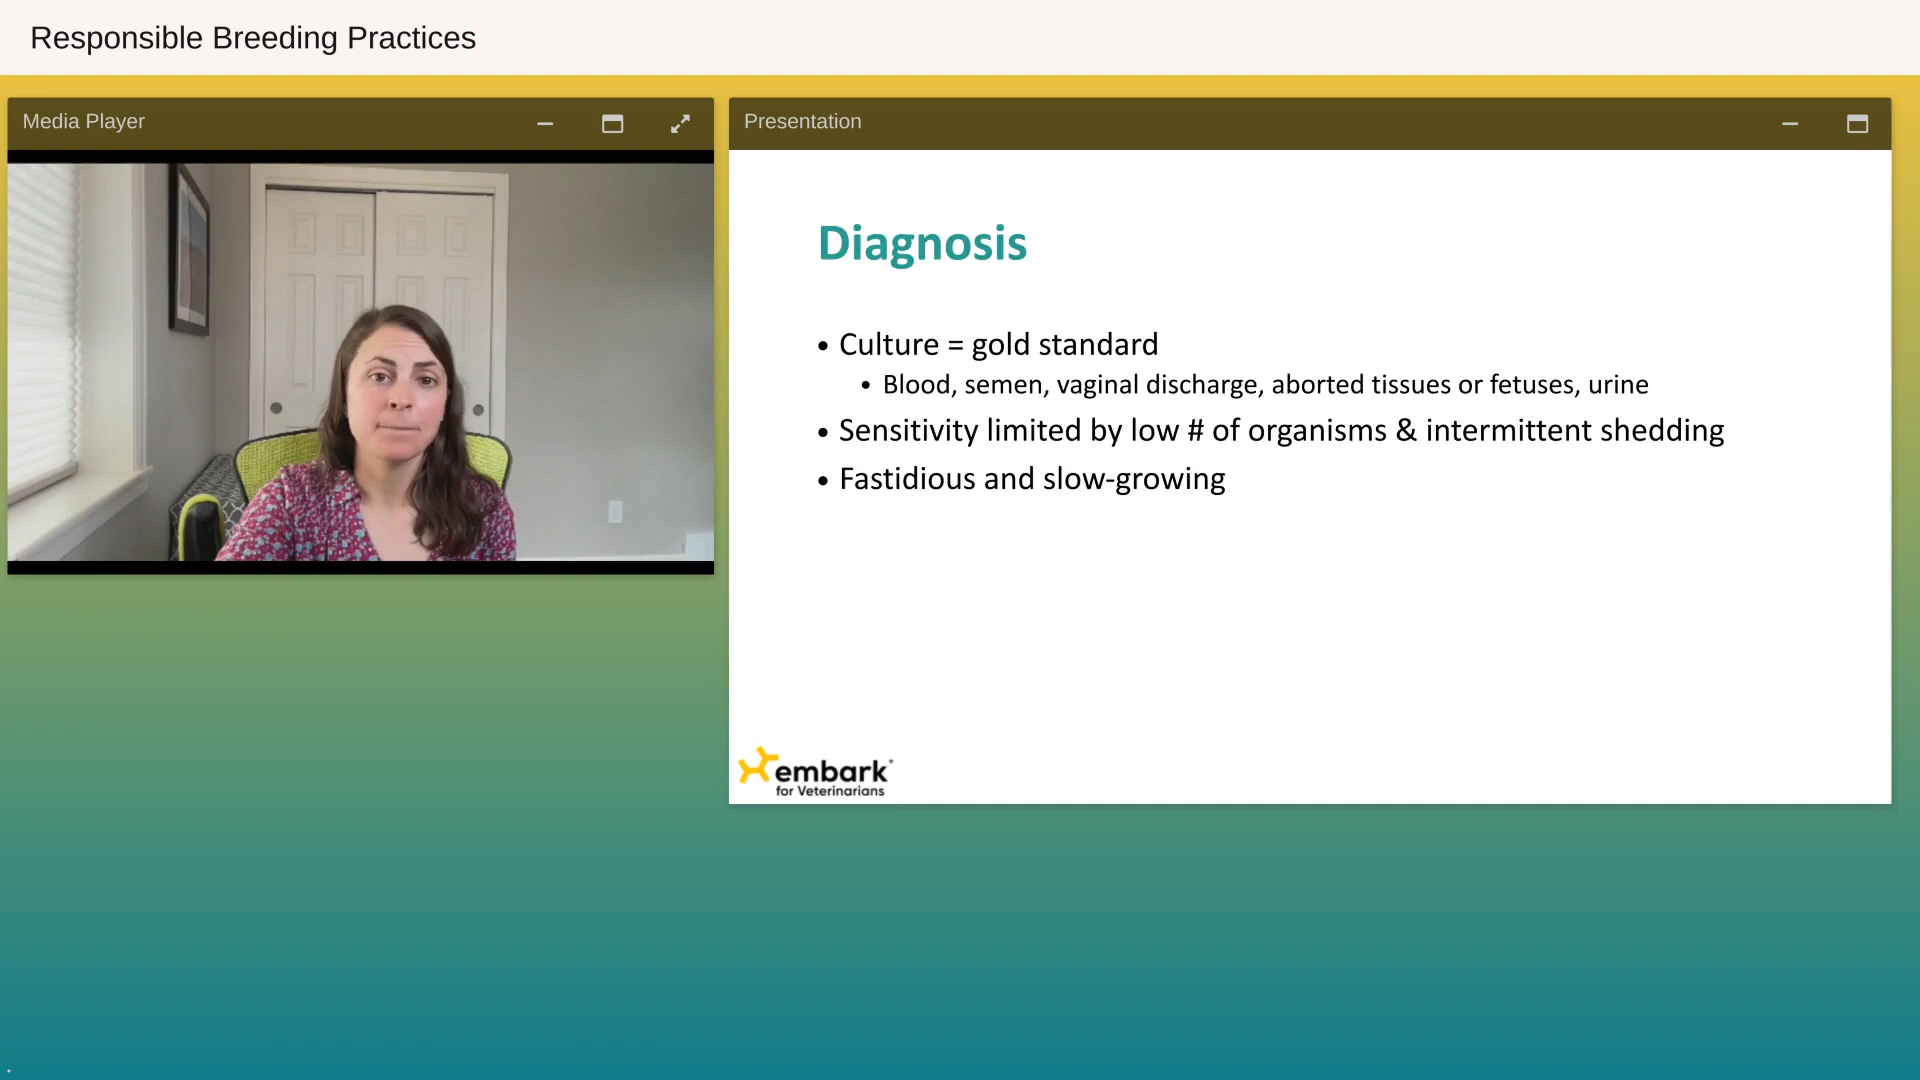 Responsible Breeding Practices
Media Player
Presentation
Diagnosis
• Culture = gold standard
• Blood, semen, vaginal discharge, aborted tissues or fetuses, urine
• Sensitivity limited by low # of organisms & intermittent shedding
• Fastidious and slow-growing
embark
for Veterinarians